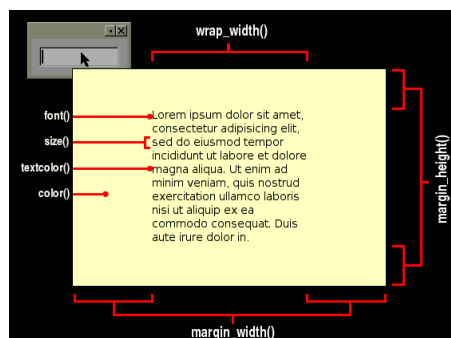 wrap_width()
font()
size()
textcolor()
color()
Lorem ipsum dolor sit amet,
consectetur adipisicing elit,
sed do eiusmod tempor
incididunt ut labore et dolore
magna aliqua. Ut enim ad
minim veniam, quis nostrud
exercitation ullamco laboris
nisi ut aliquip ex ea
commodo consequat. Duis
aute irure dolor in.
margin_height()
margin_width()